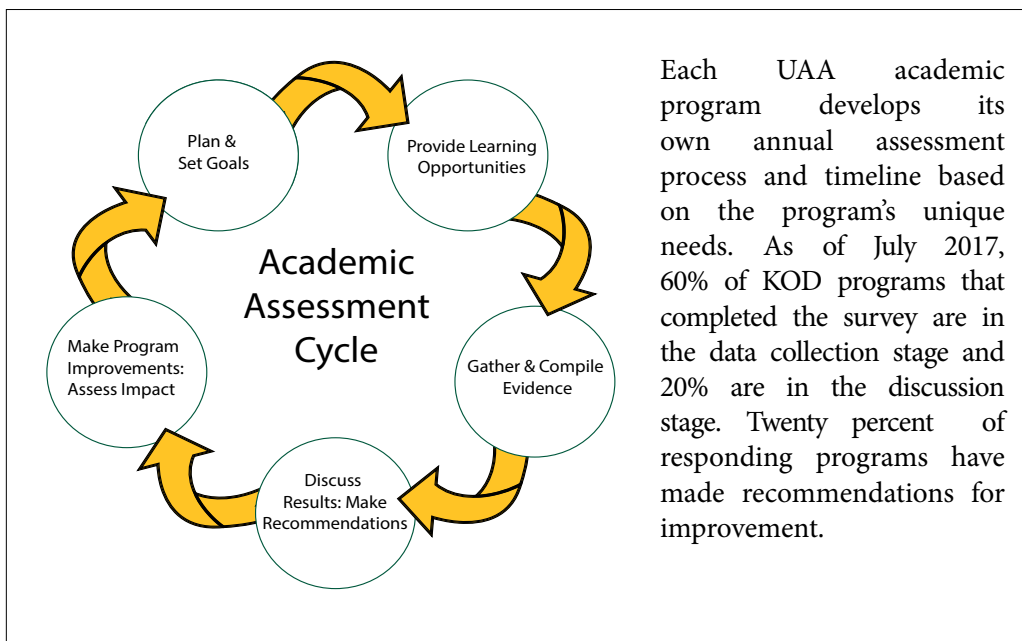 Plan &
Set Goals
Provide Learning
Opportunities
Gather & Compile
Evidence
Discuss
Results: Make
Recommendations
Make Program
Improvements:
Assess Impact
Academic
Assessment
Cycle
Each UAA academic
program develops its
own annual assessment
process and timeline based
on the program’s unique
needs. As of July 2017,
60% of KOD programs that
completed the survey are in
the data collection stage and
20% are in the discussion
stage. Twenty percent of
responding programs have
made recommendations for
improvement.